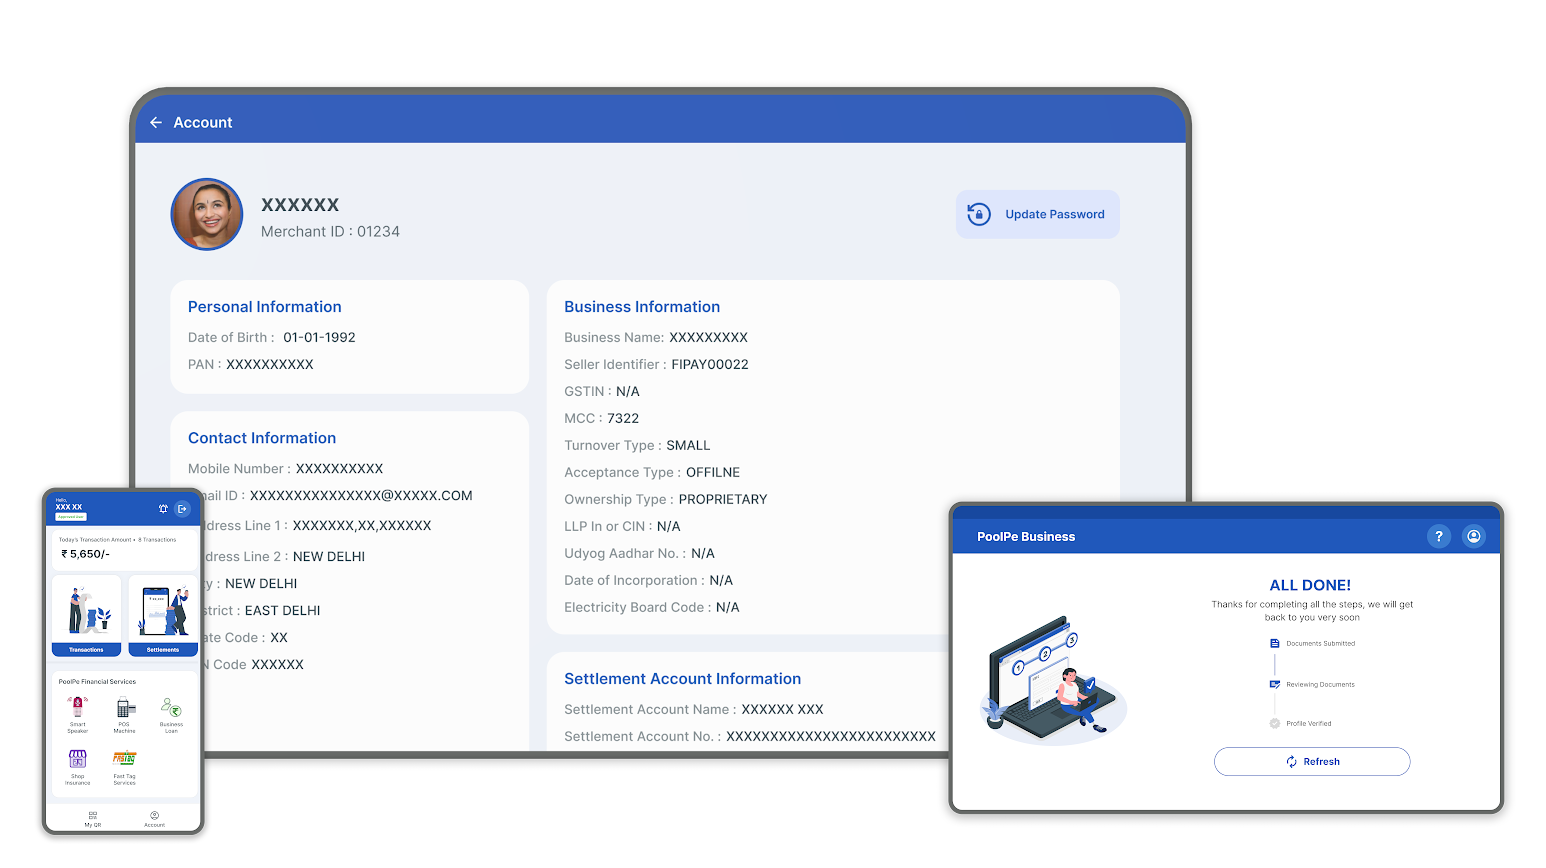 Account
XXXXXX
Merchant ID : 01234
Update Password
Personal Information
Date of Birth : 01-01-1992
PAN : XXXXXXXXXX
Contact Information
Mobile Number : XXXXXXXXXX
ail ID : XXXXXXXXXXXXXXX@XXXXX.COM
dress Line 1 : XXXXXXX,XX,XXXXXX
dress Line 2 : NEW DELHI
y : NEW DELHI
strict : EAST DELHI
ate Code : XX
N Code XXXXXX
Business Information
Business Name: XXXXXXXXX
Seller Identifier : FIPAY00022
GSTIN : N/A
MCC : 7322
Turnover Type : SMALL
Acceptance Type : OFFILNE
Ownership Type : PROPRIETARY
LLP In or CIN : N/A
Udyog Aadhar No. : N/A
Date of Incorporation : N/A
Electricity Board Code : N/A
Settlement Account Information
Settlement Account Name : XXXXXX XXX
Settlement Account No. : XXXXXXXXXXXXXXXXXXXXXXXX
Hello,
XXX XX
Today's Transaction Amount • 8 Transactions
₹ 5,650/-
Transactions
Settlements
PoolPe Financial Services
Smart
Speaker
POS
Machine
Business
Loan
Shop
Insurance
FASTag
Fast Tag
Services
My QR
Account
PoolPe Business
?
ALL DONE!
Thanks for completing all the steps, we will get
back to you very soon
1
2
3
Documents Submitted
Reviewing Documents
Profile Verified
Refresh